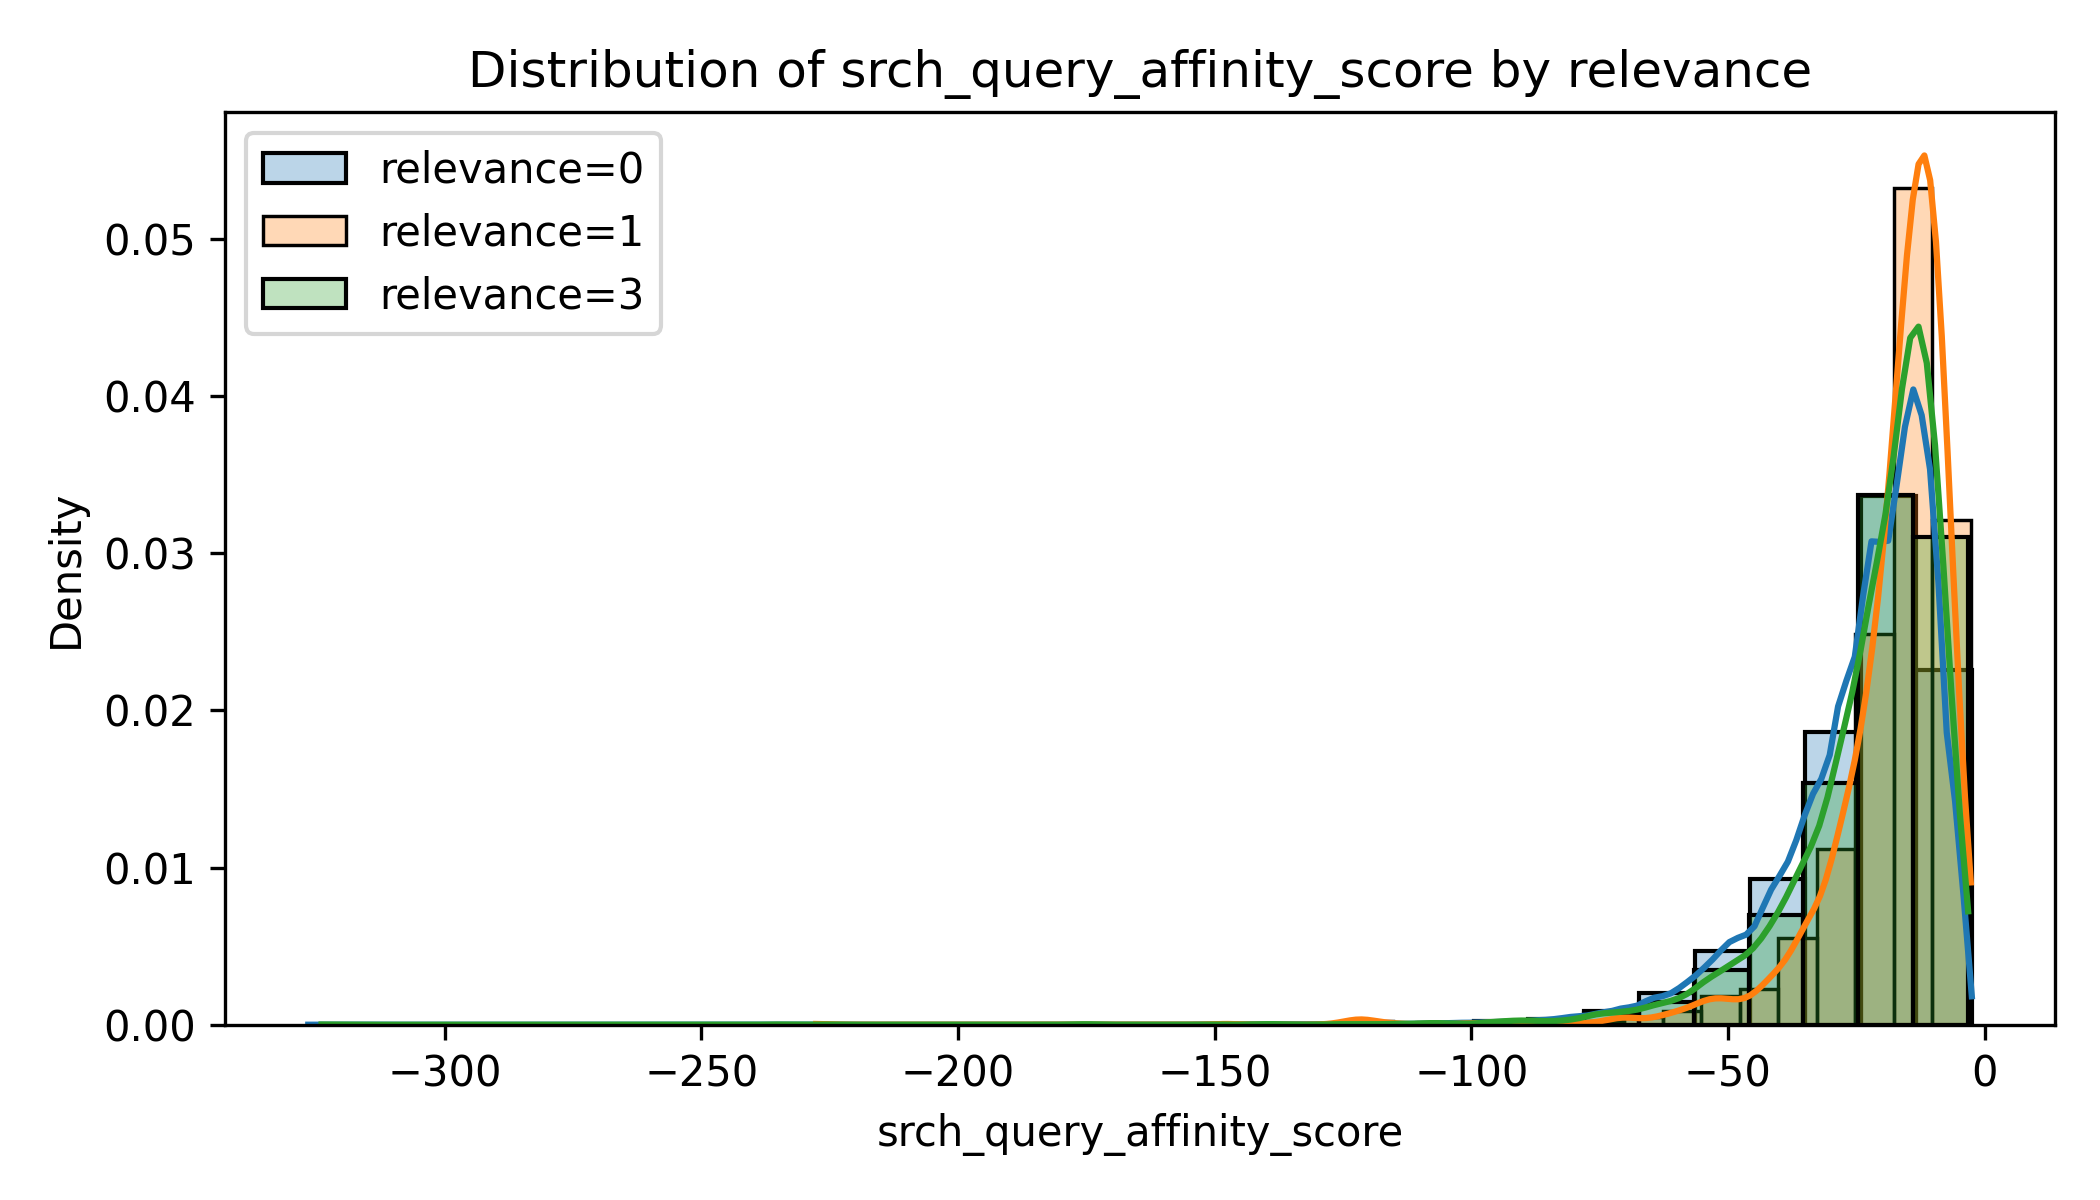 Distribution of srch_query_affinity_score by relevance
relevance=0
relevance=1
relevance=3
0.05
0.04
0.03
0.02
0.01
0.00
Density
−300 −250 −200 −150 −100 −50 0
srch_query_affinity_score